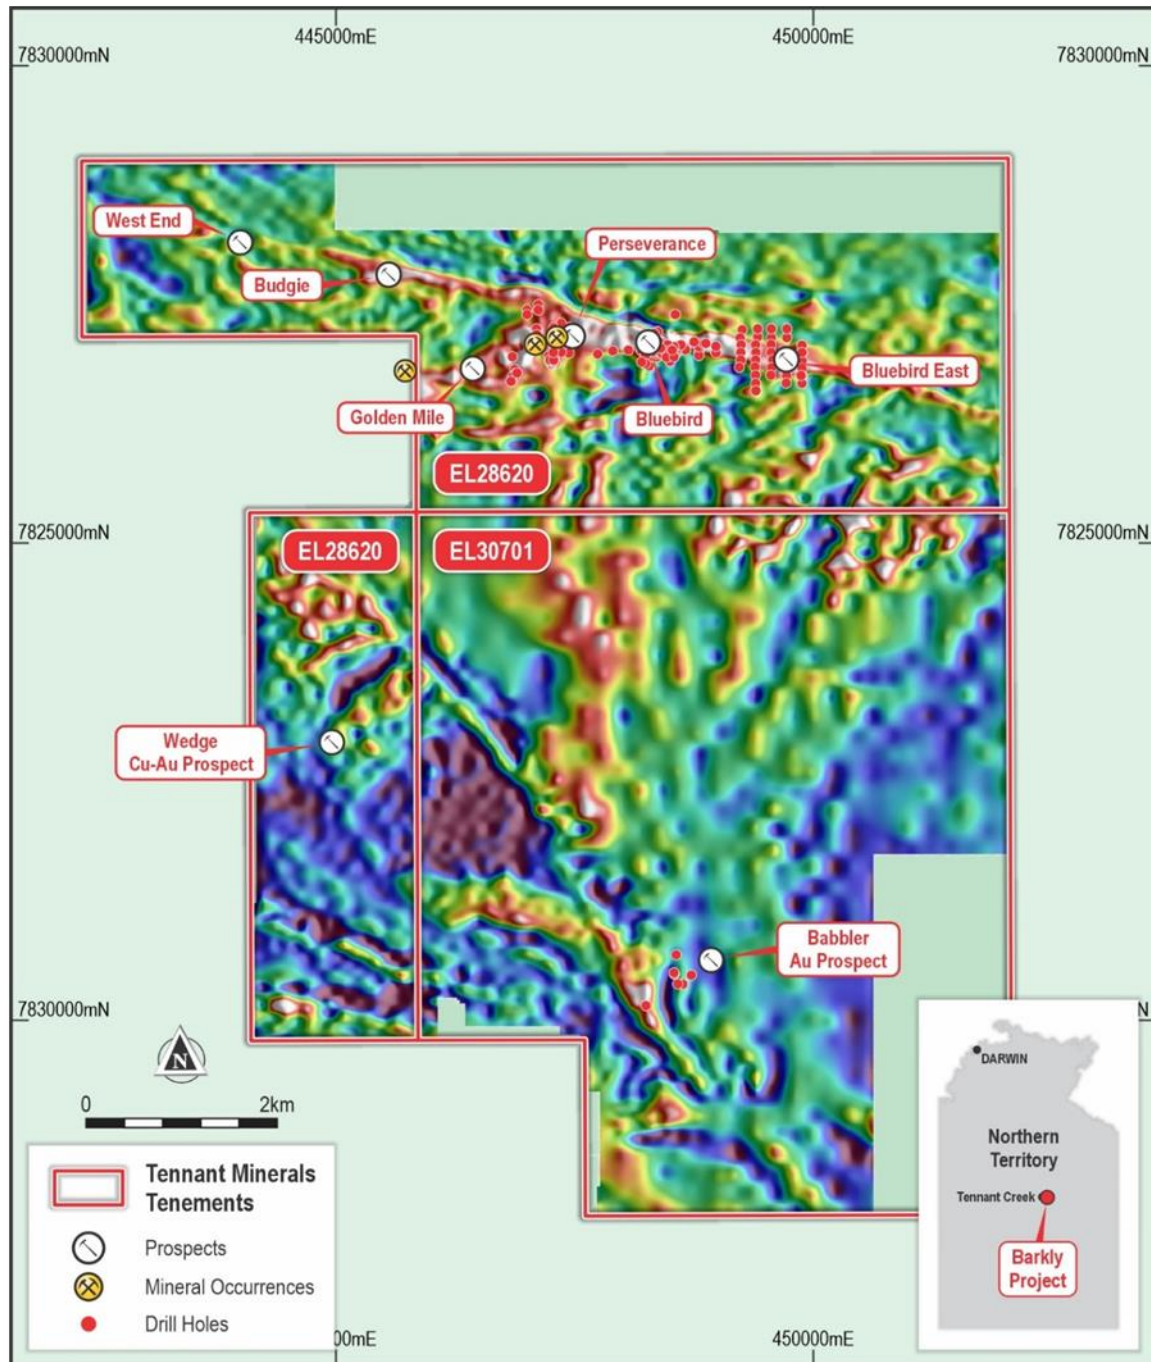 445000mE
450000mE
7830000mN
7830000mN
West End
Perseverance
Budgie
Bluebird East
Golden Mile
Bluebird
EL28620
7825000mN
7825000mN
EL28620
EL30701
Wedge
Cu-Au Prospect
Babbler
Au Prospect
7830000mN
N
N
0
2km
DARWIN
Northern
Territory
Tennant Creek
Barkly
Project
Tennant Minerals
Tenements
Prospects
Mineral Occurrences
Drill Holes
00mE
450000mE